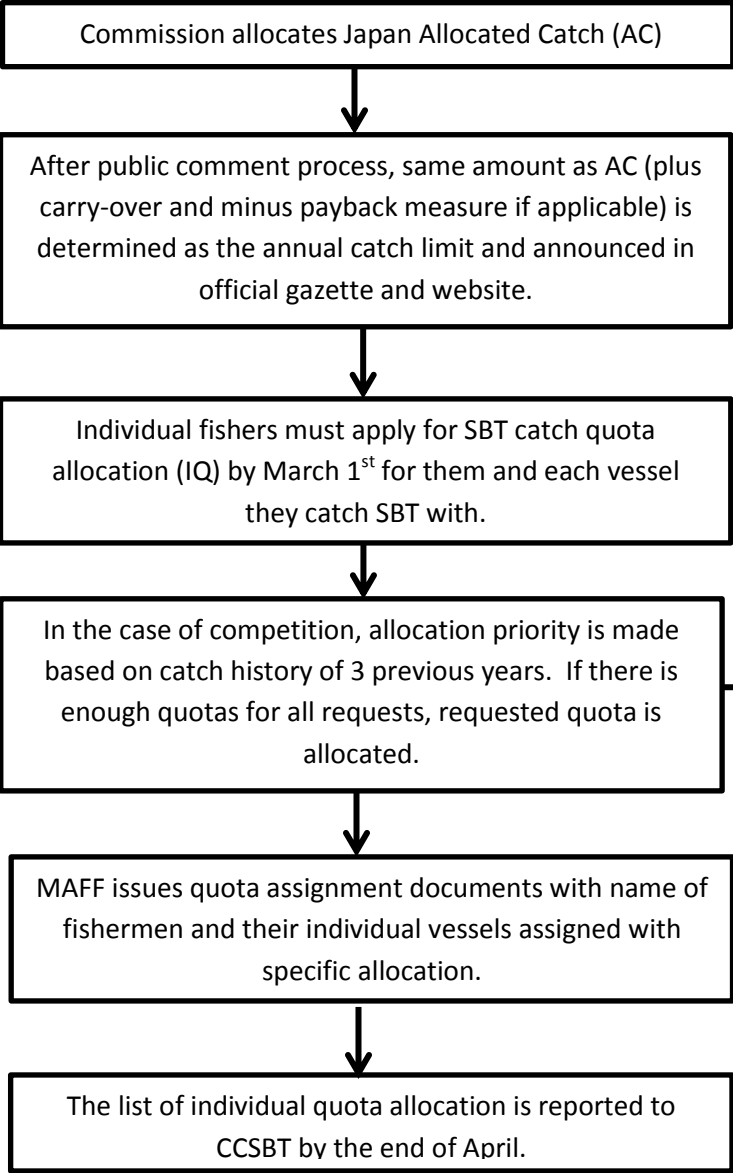 Commission allocates Japan Allocated Catch (AC)
After public comment process, same amount as AC (plus
carry-over and minus payback measure if applicable) is
determined as the annual catch limit and announced in
official gazette and website.
Individual fishers must apply for SBT catch quota
allocation (IQ) by March 1st for them and each vessel
they catch SBT with.
In the case of competition, allocation priority is made
based on catch history of 3 previous years.  If there is
enough quotas for all requests, requested quota is
allocated.
MAFF issues quota assignment documents with name of
fishermen and their individual vessels assigned with
specific allocation.
The list of individual quota allocation is reported to
CCSBT by the end of April.